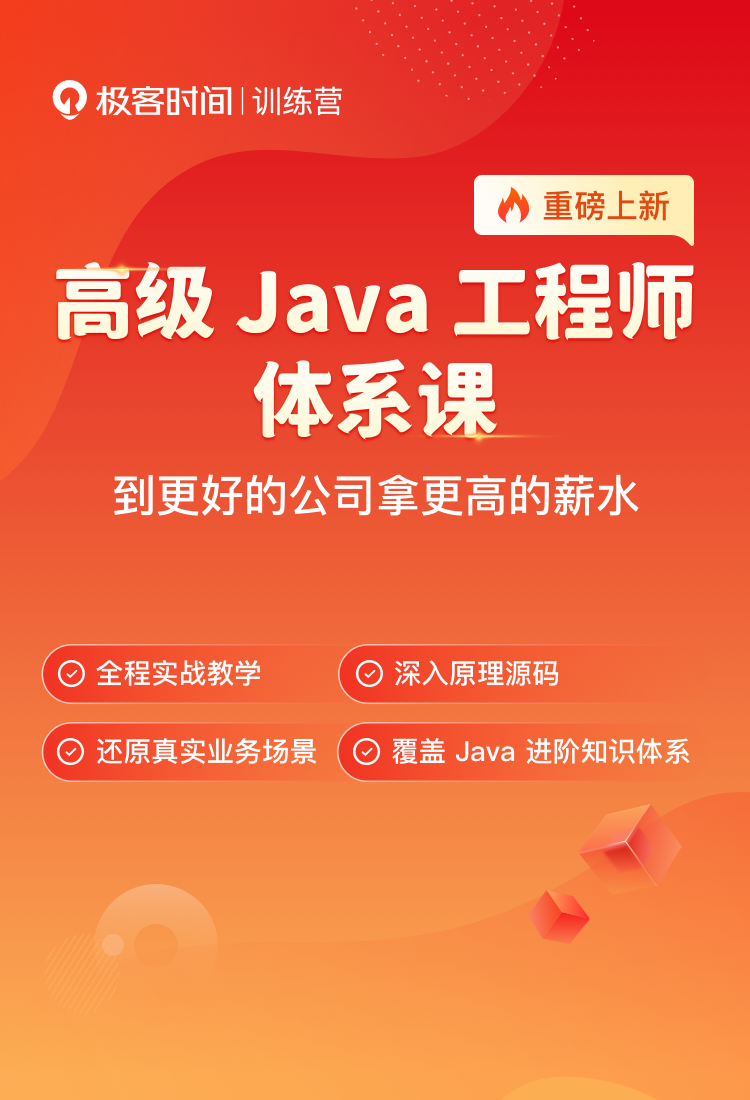 极客时间 | 训练营
重磅上新
高级 Java 工程师
体系课
到更好的公司拿更高的薪水
全程实战教学
深入原理源码
还原真实业务场景
覆盖 Java 进阶知识体系